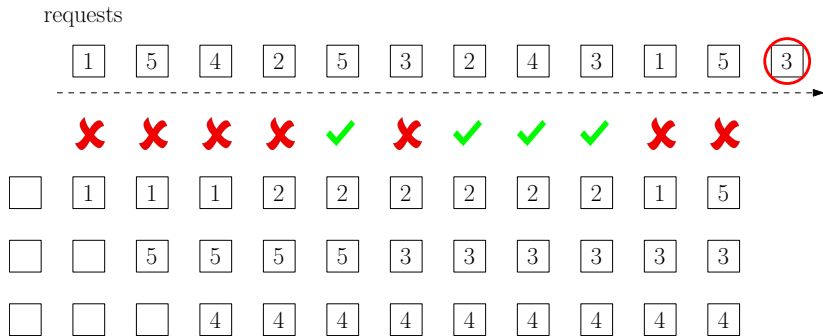 requests
1 5 4 2 5 3 2 4 3 1 5 3
1 1 1 2 2 2 2 2 2 1 5
5 5 5 5 3 3 3 3 3 3
4 4 4 4 4 4 4 4 4